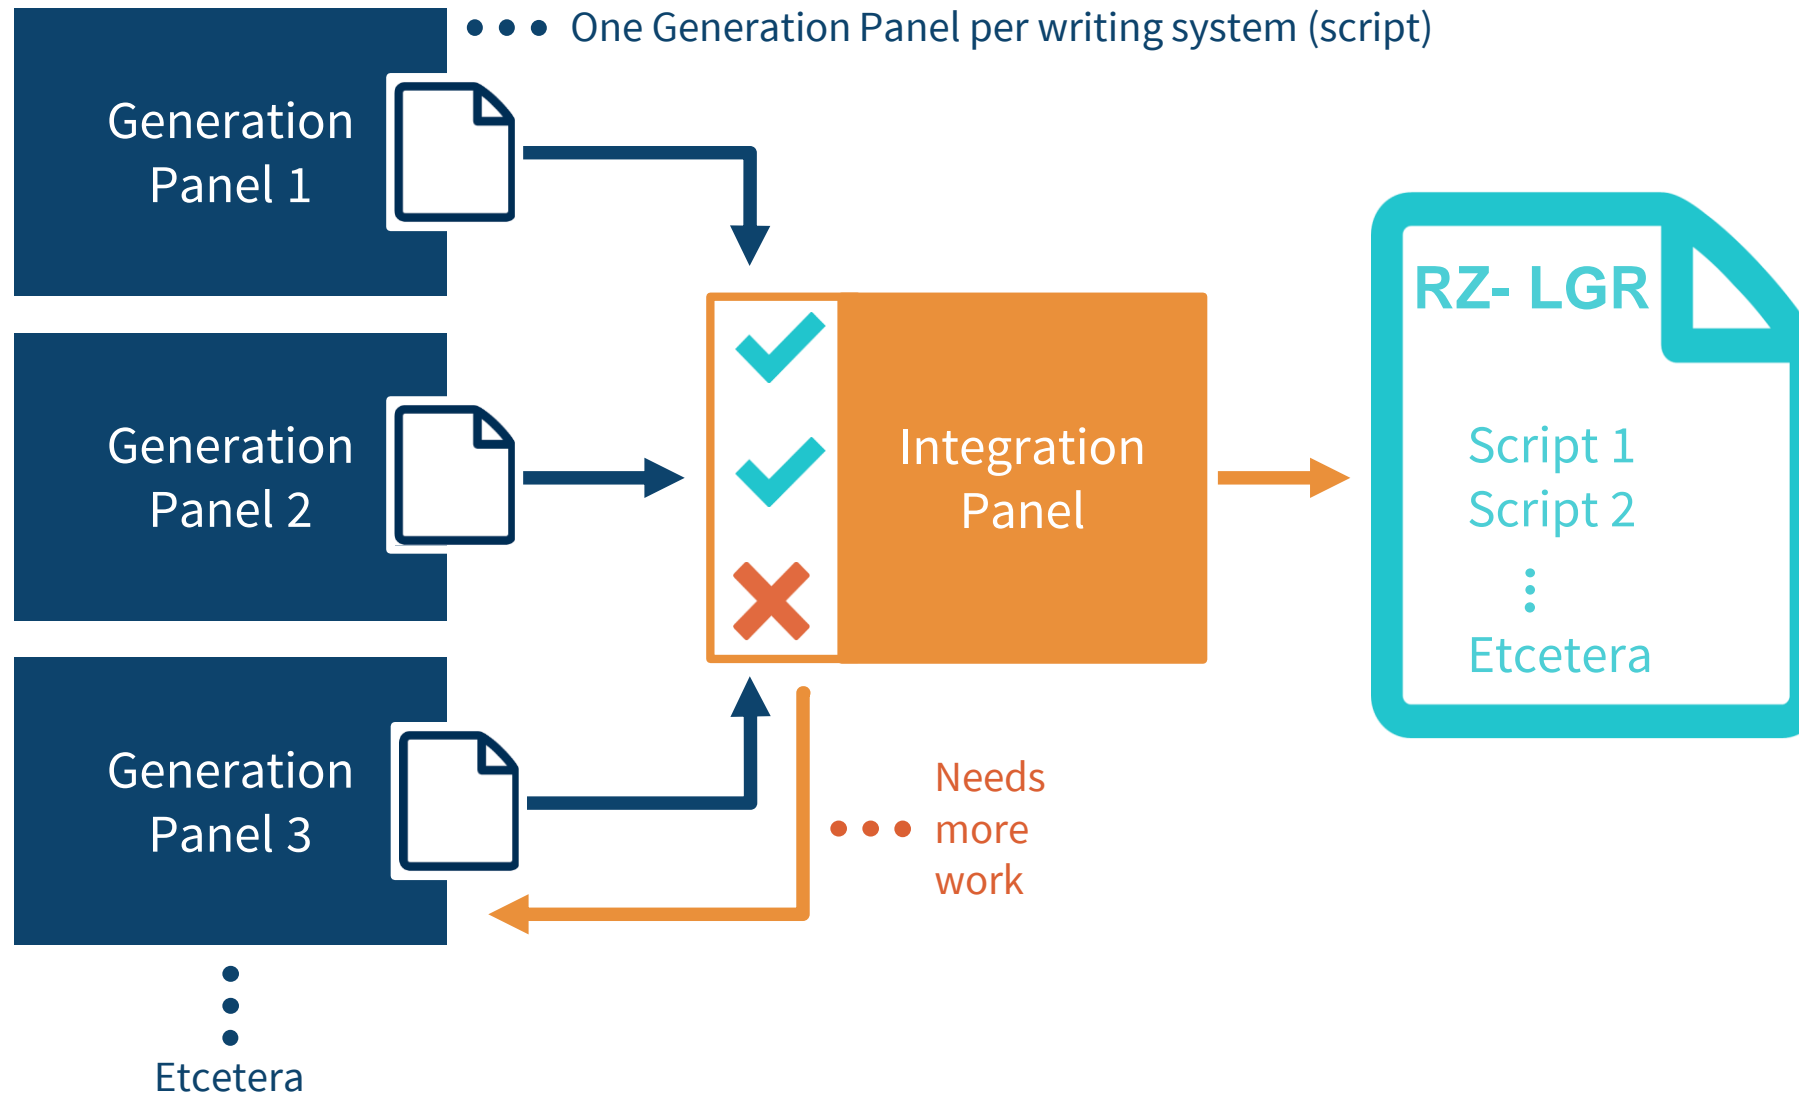 One Generation Panel per writing system (script)
Generation
Panel 1
Generation
Panel 2
Generation
Panel 3
Etcetera
Integration
Panel
Needs
more
work
RZ- LGR
Script 1
Script 2
Etcetera